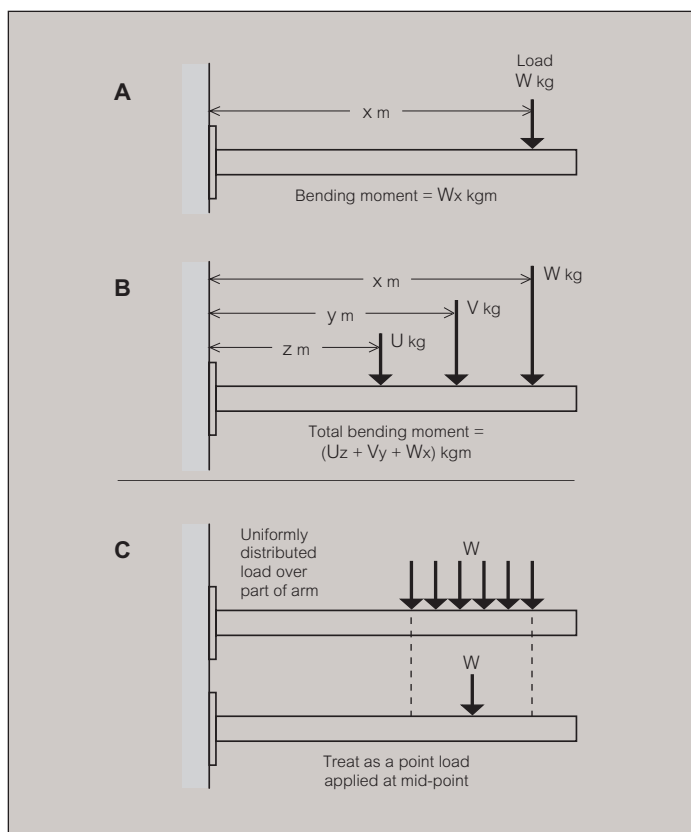 A
Load
W kg
x m
Bending moment = Wx kgm
B
W kg
x m
V kg
y m
U kg
z m
Total bending moment =
(Uz + Vy + Wx) kgm
C
Uniformly
distributed
load over
part of arm
W
W
Treat as a point load
applied at mid-point